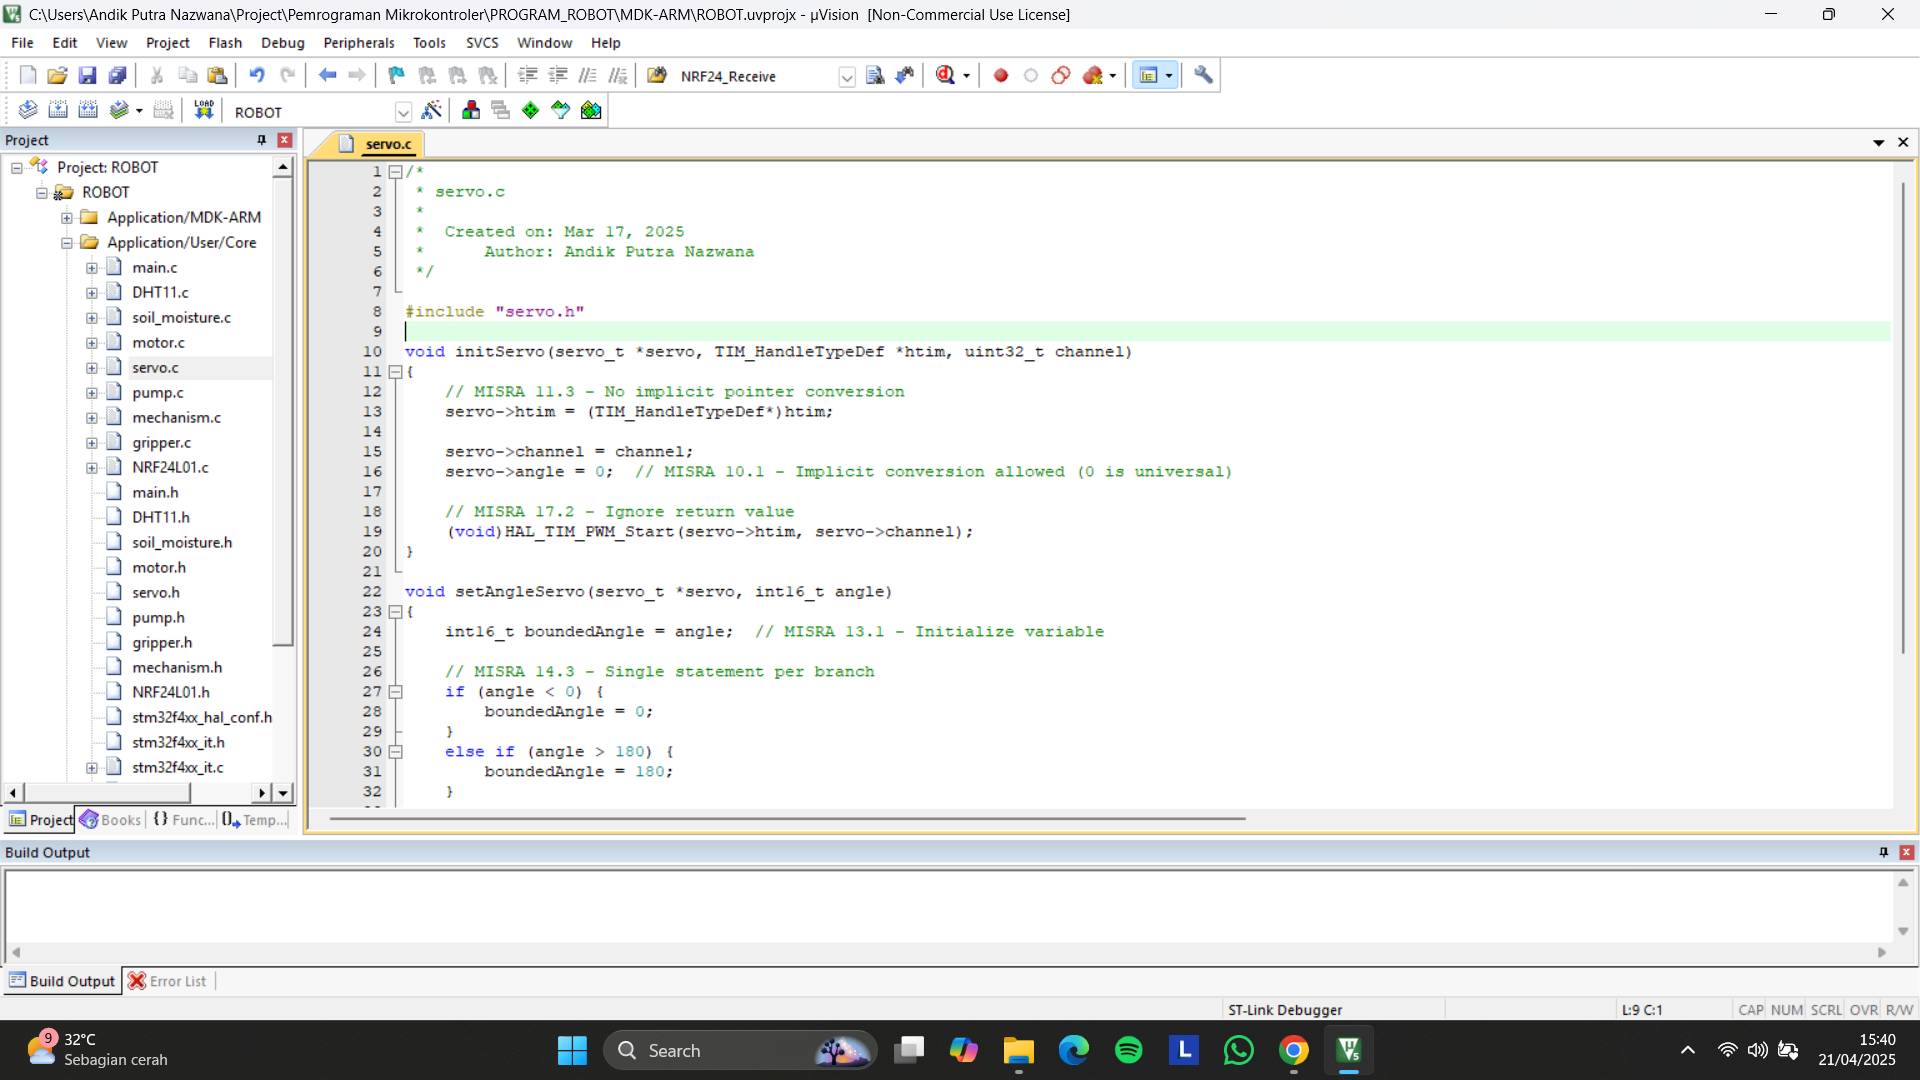 C:\Users\Andik Putra Nazwana\Project\Pemrograman Mikrokontroler\PROGRAM_ROBOT\MDK-ARM\ROBOT.uvprojx - µVision [Non-Commercial Use License]
File Edit View Project Flash Debug Peripherals Tools SVCS Window Help
NRF24_Receive
LOAD ROBOT
Project
Project: ROBOT
ROBOT
Application/MDK-ARM
Application/User/Core
main.c
DHT11.c
soil_moisture.c
motor.c
servo.c
pump.c
mechanism.c
gripper.c
NRF24L01.c
main.h
DHT11.h
soil_moisture.h
motor.h
servo.h
pump.h
gripper.h
mechanism.h
NRF24L01.h
stm32f4xx_hal_conf.h
stm32f4xx_it.h
stm32f4xx_it.c
Project Books {} Func... Temp...
servo.c
1 /*
2 * servo.c
3 *
4 * Created on: Mar 17, 2025
5 * Author: Andik Putra Nazwana
6 */
7
8 #include "servo.h"
9
10 void initServo(servo_t *servo, TIM_HandleTypeDef *htim, uint32_t channel)
11 {
12 // MISRA 11.3 - No implicit pointer conversion
13 servo->htim = (TIM_HandleTypeDef*)htim;
14
15 servo->channel = channel;
16 servo->angle = 0; // MISRA 10.1 - Implicit conversion allowed (0 is universal)
17
18 // MISRA 17.2 - Ignore return value
19 (void)HAL_TIM_PWM_Start(servo->htim, servo->channel);
20 }
21
22 void setAngleServo(servo_t *servo, int16_t angle)
23 {
24 int16_t boundedAngle = angle; // MISRA 13.1 - Initialize variable
25
26 // MISRA 14.3 - Single statement per branch
27 if (angle < 0) {
28 boundedAngle = 0;
29 }
30 else if (angle > 180) {
31 boundedAngle = 180;
32 }
Build Output
Build Output Error List
ST-Link Debugger L:9 C:1 CAP NUM SCRL OVR R/W
9
32°C
Sebagian cerah
Search
L
15:40
21/04/2025